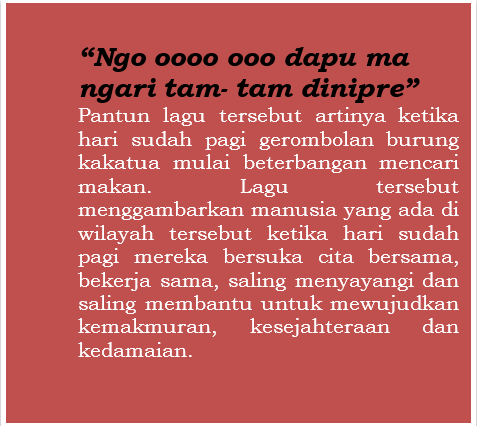 “Ngo oooo ooo dapu ma
ngari tam- tam dinipre”
Pantun lagu tersebut artinya ketika
hari sudah pagi gerombolan burung
kakatua mulai beterbangan mencari
makan. Lagu tersebut
menggambarkan manusia yang ada di
wilayah tersebut ketika hari sudah
pagi mereka bersuka cita bersama,
bekerja sama, saling menyayangi dan
saling membantu untuk mewujudkan
kemakmuran, kesejahteraan dan
kedamaian.